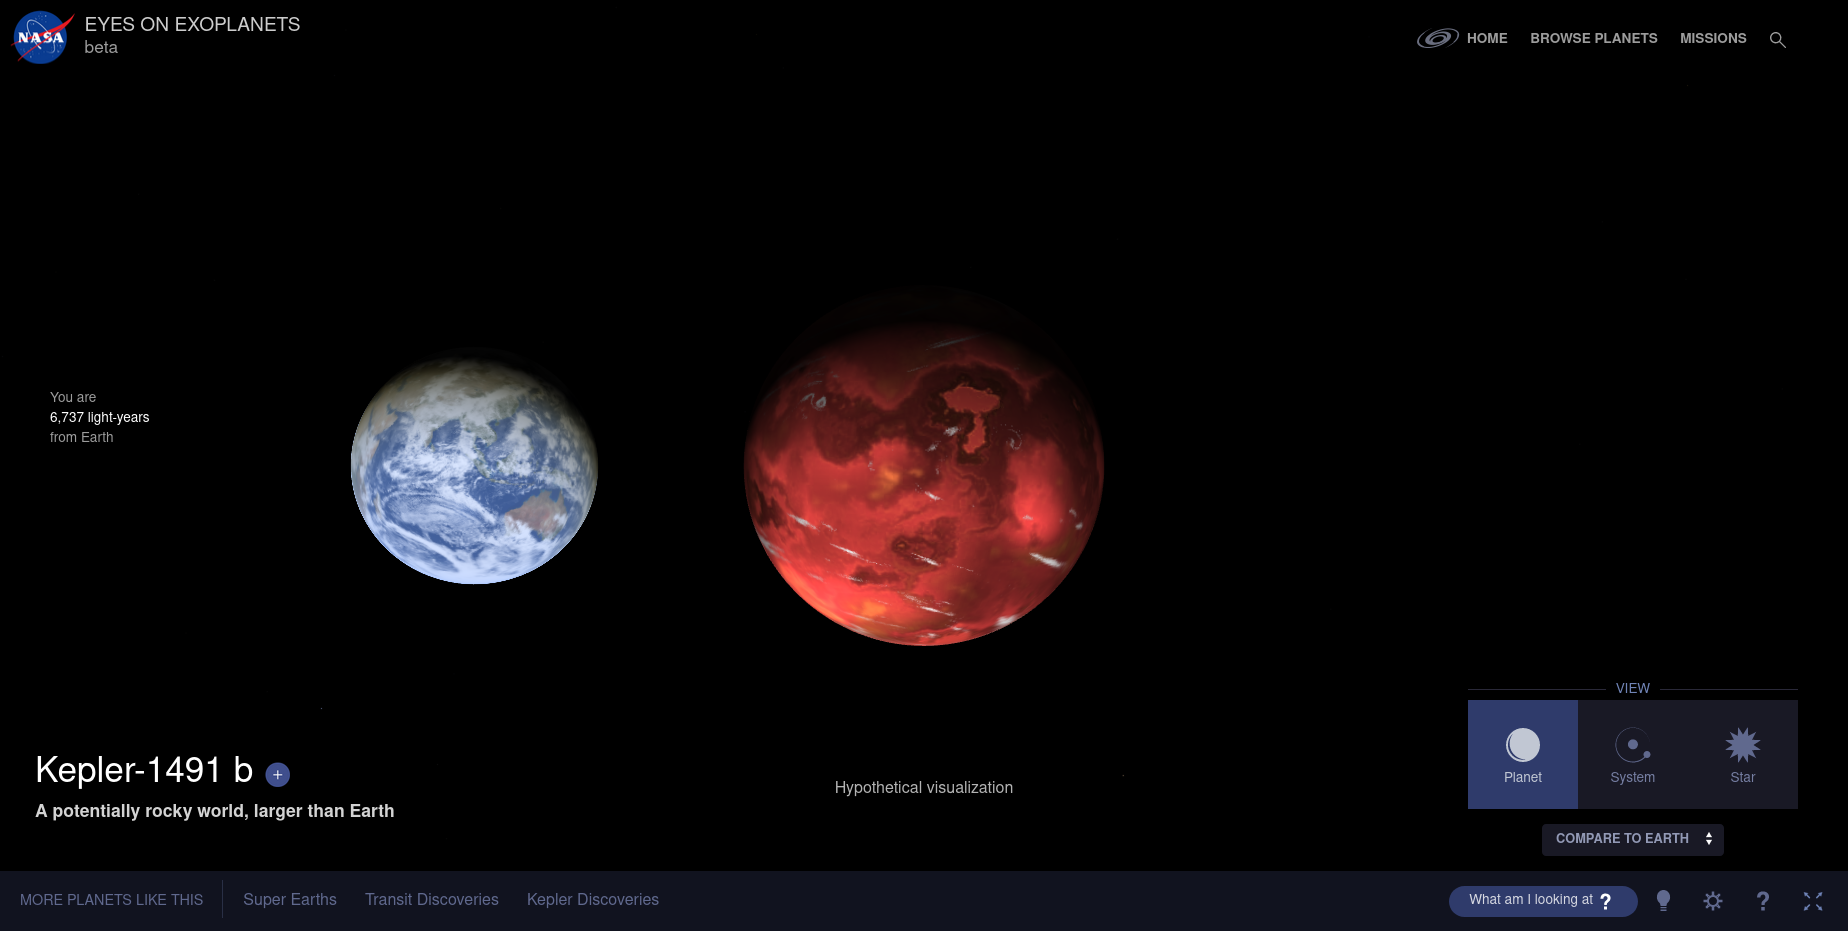 NASA
EYES ON EXOPLANETS
beta
HOME
BROWSE PLANETS
MISSIONS
You are
6,737 light-years
from Earth
Kepler-1491 b +
A potentially rocky world, larger than Earth
Hypothetical visualization
VIEW
Planet
System
Star
COMPARE TO EARTH
MORE PLANETS LIKE THIS
Super Earths
Transit Discoveries
Kepler Discoveries
What am I looking at ?
?